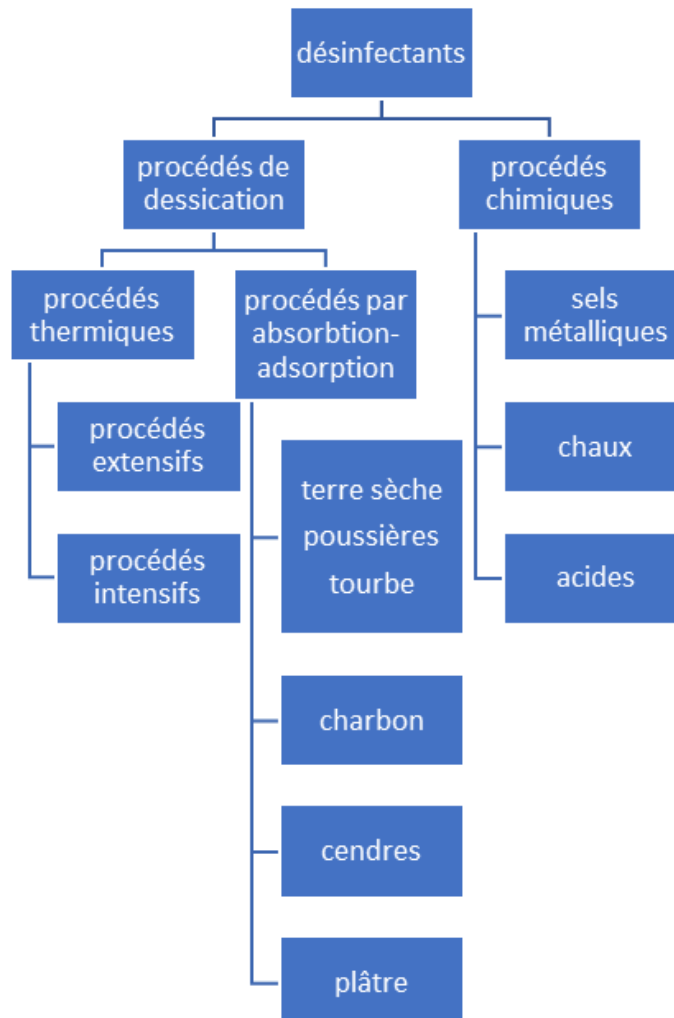 désinfectants
procédés de
dessication
procédés
chimiques
procédés
thermiques
procédés par
absorbtion-
adsorption
sels
métalliques
procédés
extensifs
terre sèche
poussières
tourbe
chaux
procédés
intensifs
acides
charbon
cendres
plâtre